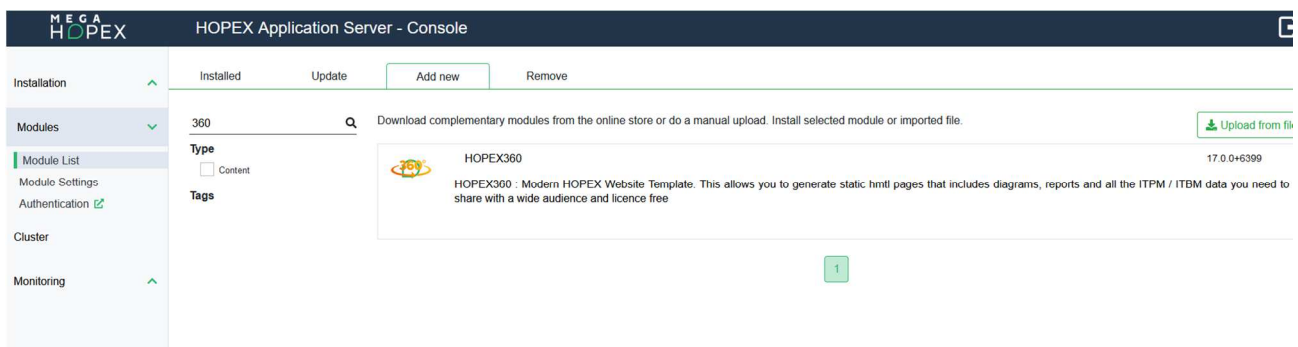 MEGA
HOPEX
HOPEX Application Server - Console
Installation
Modules
Module List
Module Settings
Authentication
Cluster
Monitoring
Installed
Update
Add new
Remove
360
Type
Content
Tags
Download complementary modules from the online store or do a manual upload. Install selected module or imported file.
Upload from file
360°
HOPEX360
17.0.0+6399
HOPEX360 : Modern HOPEX Website Template. This allows you to generate static hmtl pages that includes diagrams, reports and all the ITPM / ITBM data you need to
share with a wide audience and licence free
1